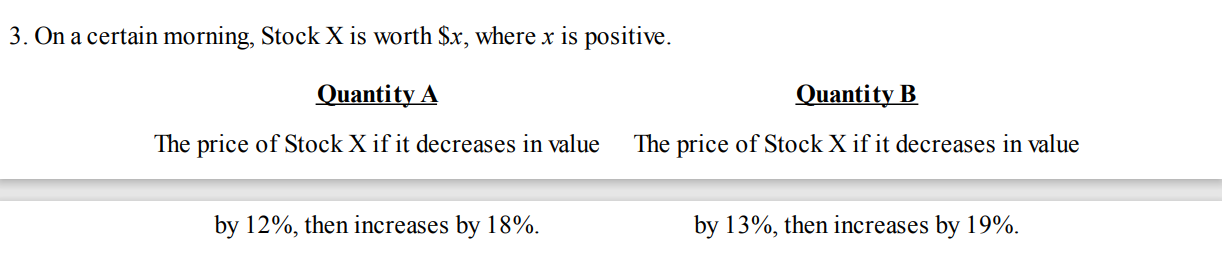 3. On a certain morning, Stock X is worth $x, where x is positive.
Quantity A Quantity B
The price of Stock X if it decreases in value The price of Stock X if it decreases in value
by 12%, then increases by 18%. by 13%, then increases by 19%.